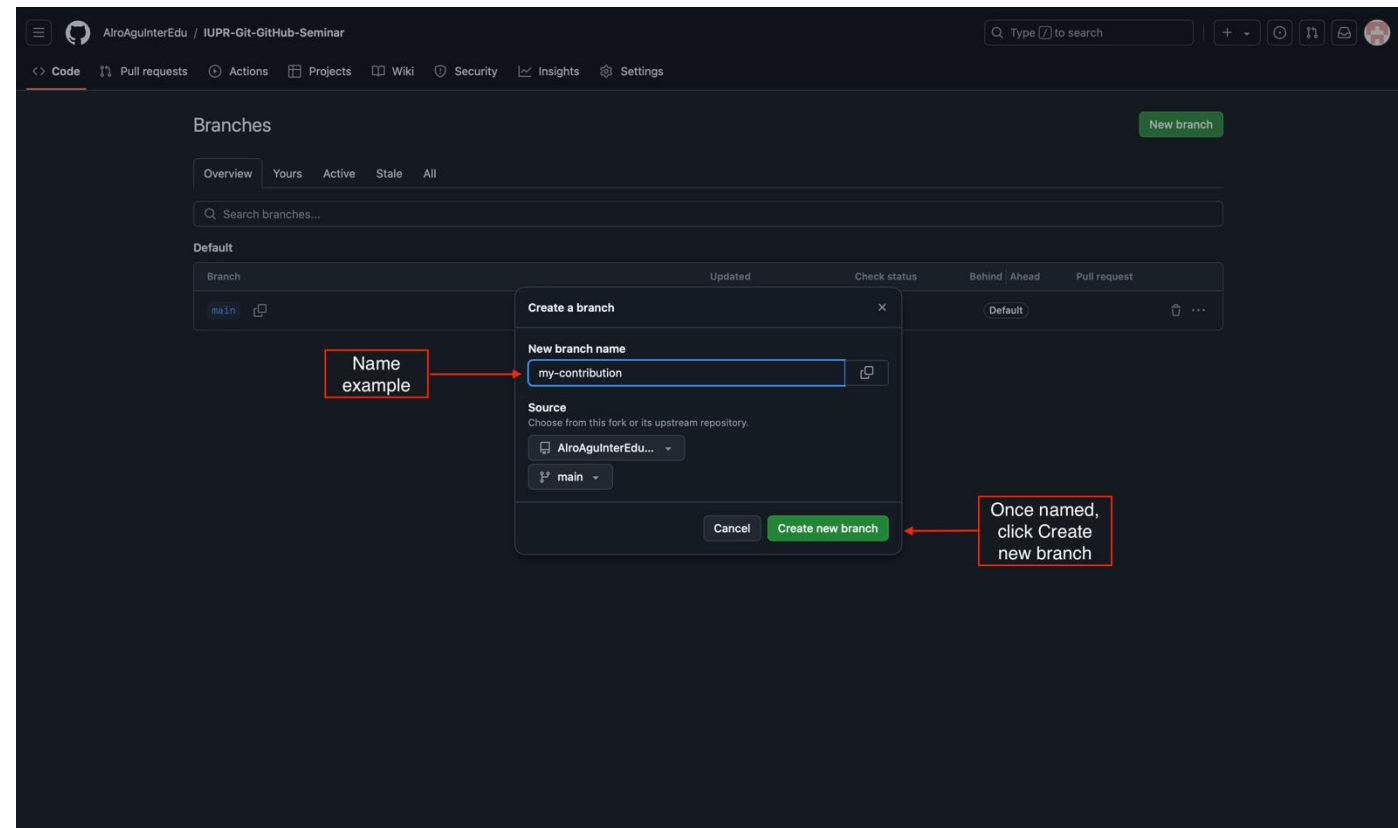 AlroAguInterEdu / IUPR-Git-GitHub-Seminar
Type / to search
<> Code Pull requests Actions Projects Wiki Security Insights Settings
Branches
New branch
Overview Yours Active Stale All
Search branches...
Default
Branch Updated Check status Behind Ahead Pull request
main Default
Create a branch
New branch name
my-contribution
Name
example
Source
Choose from this fork or its upstream repository.
AlroAguInterEdu...
main
Cancel Create new branch
Once named,
click Create
new branch